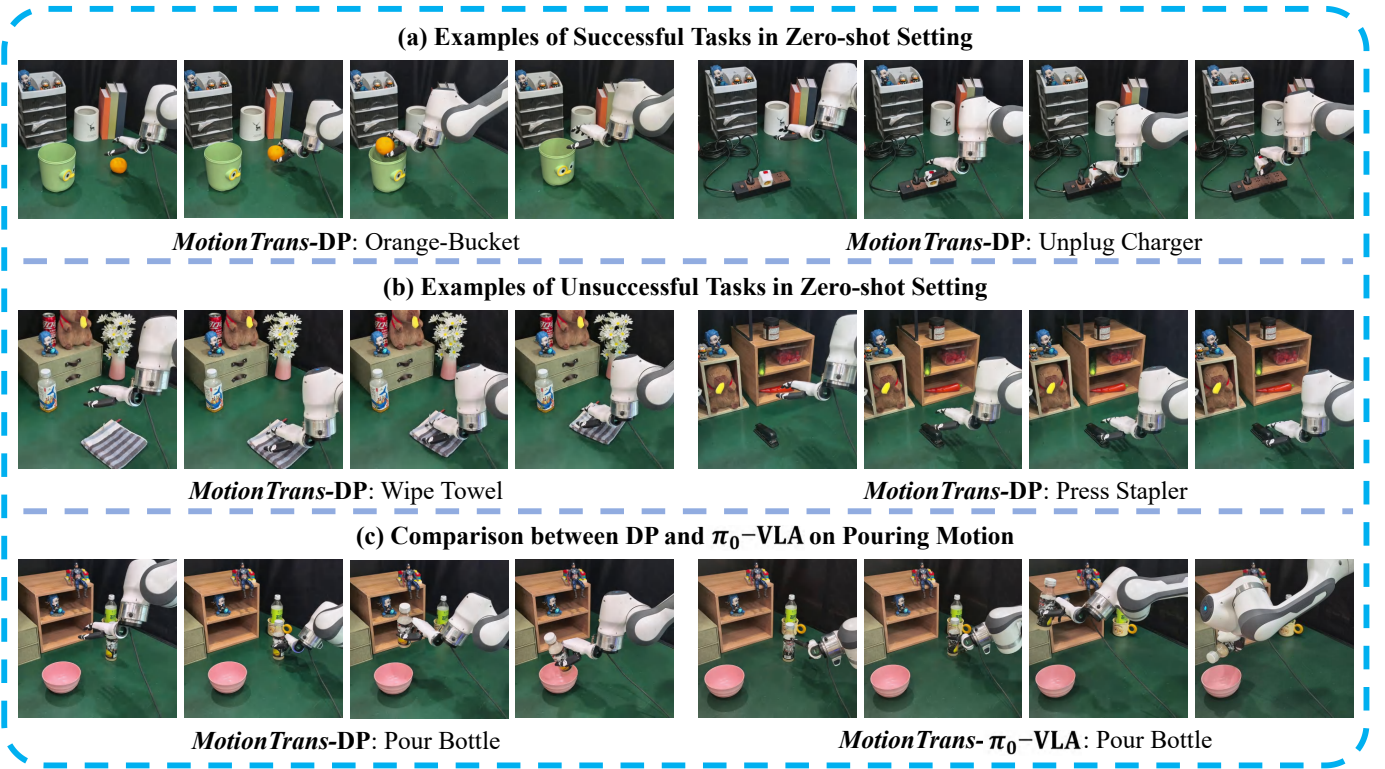 (a) Examples of Successful Tasks in Zero-shot Setting
MotionTrans-DP: Orange-Bucket
MotionTrans-DP: Unplug Charger
(b) Examples of Unsuccessful Tasks in Zero-shot Setting
MotionTrans-DP: Wipe Towel
MotionTrans-DP: Press Stapler
(c) Comparison between DP and π₀−VLA on Pouring Motion
MotionTrans-DP: Pour Bottle
MotionTrans-π₀−VLA: Pour Bottle